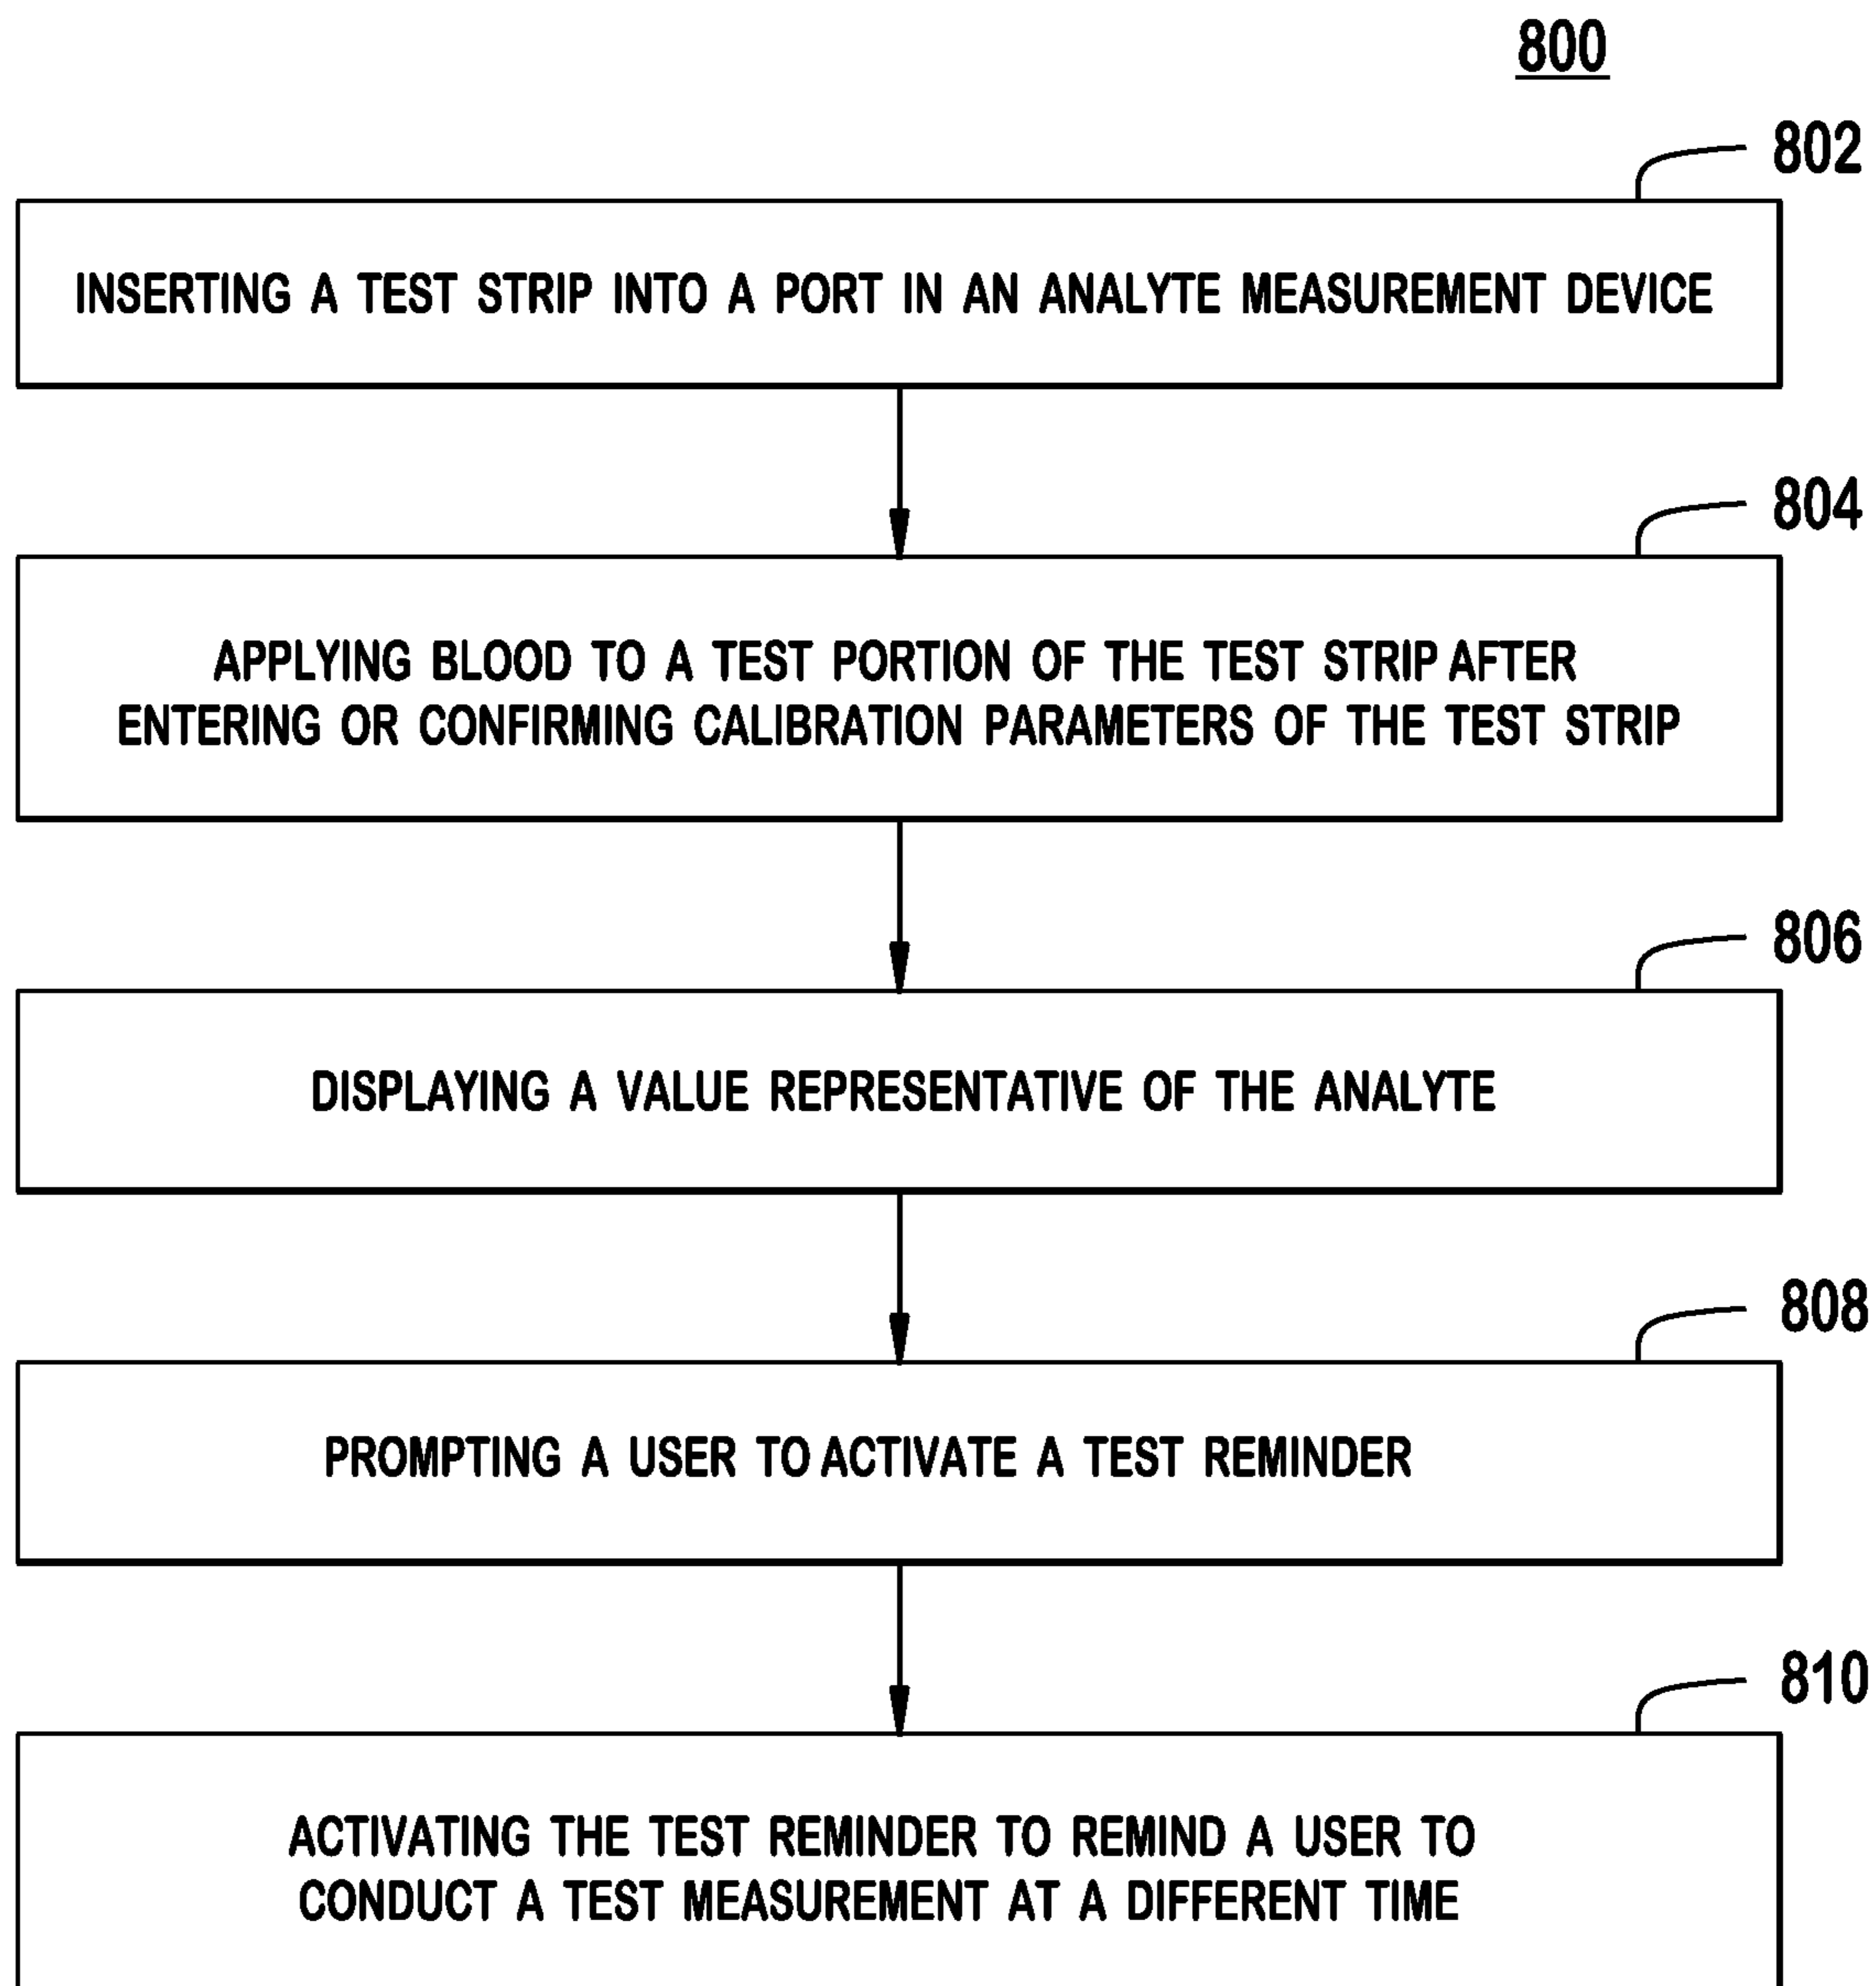 800
802
INSERTING A TEST STRIP INTO A PORT IN AN ANALYTE MEASUREMENT DEVICE
804
APPLYING BLOOD TO A TEST PORTION OF THE TEST STRIP AFTER
ENTERING OR CONFIRMING CALIBRATION PARAMETERS OF THE TEST STRIP
806
DISPLAYING A VALUE REPRESENTATIVE OF THE ANALYTE
808
PROMPTING A USER TO ACTIVATE A TEST REMINDER
810
ACTIVATING THE TEST REMINDER TO REMIND A USER TO
CONDUCT A TEST MEASUREMENT AT A DIFFERENT TIME